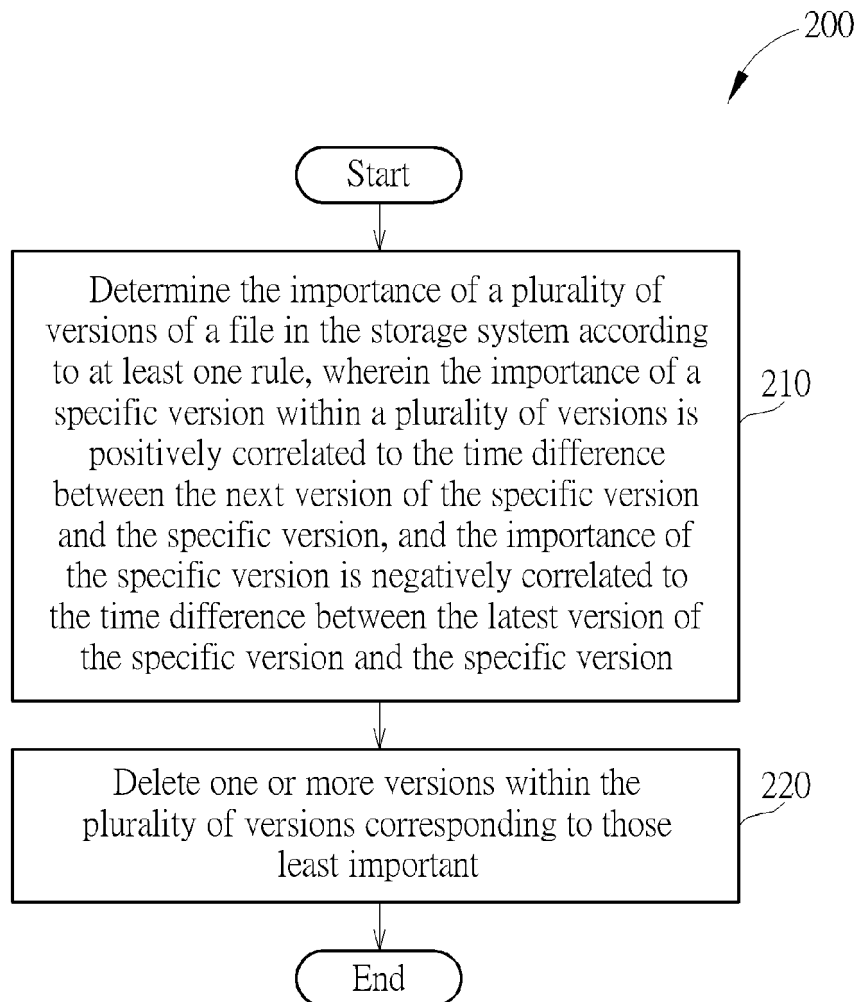 200
Start
Determine the importance of a plurality of
versions of a file in the storage system according
to at least one rule, wherein the importance of a
specific version within a plurality of versions is
positively correlated to the time difference
between the next version of the specific version
and the specific version, and the importance of
the specific version is negatively correlated to
the time difference between the latest version of
the specific version and the specific version
210
Delete one or more versions within the
plurality of versions corresponding to those
least important
220
End